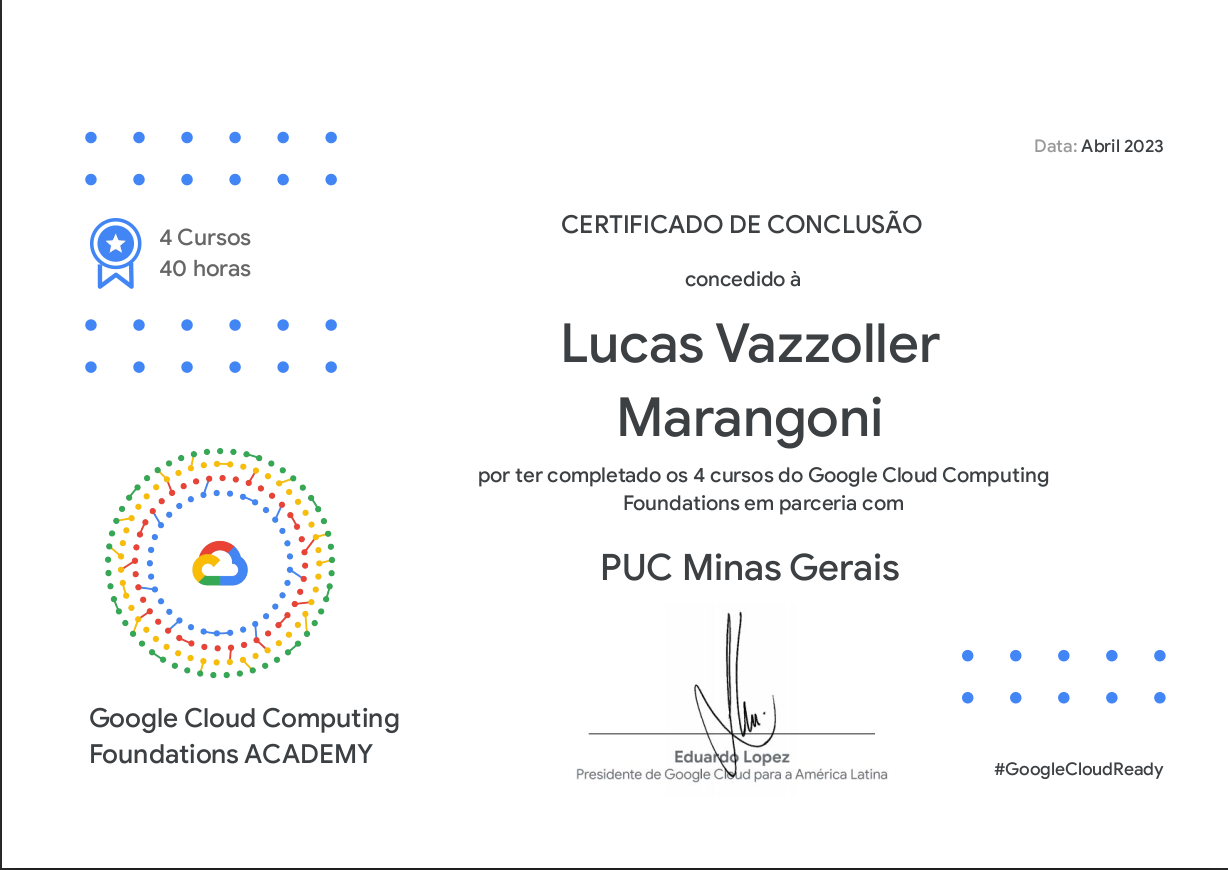 Data: Abril 2023
4 Cursos
40 horas
CERTIFICADO DE CONCLUSÃO
concedido à
Lucas Vazzoller
Marangoni
por ter completado os 4 cursos do Google Cloud Computing
Foundations em parceria com
PUC Minas Gerais
Google Cloud Computing
Foundations ACADEMY
Eduardo Lopez
Presidente de Google Cloud para a América Latina
#GoogleCloudReady